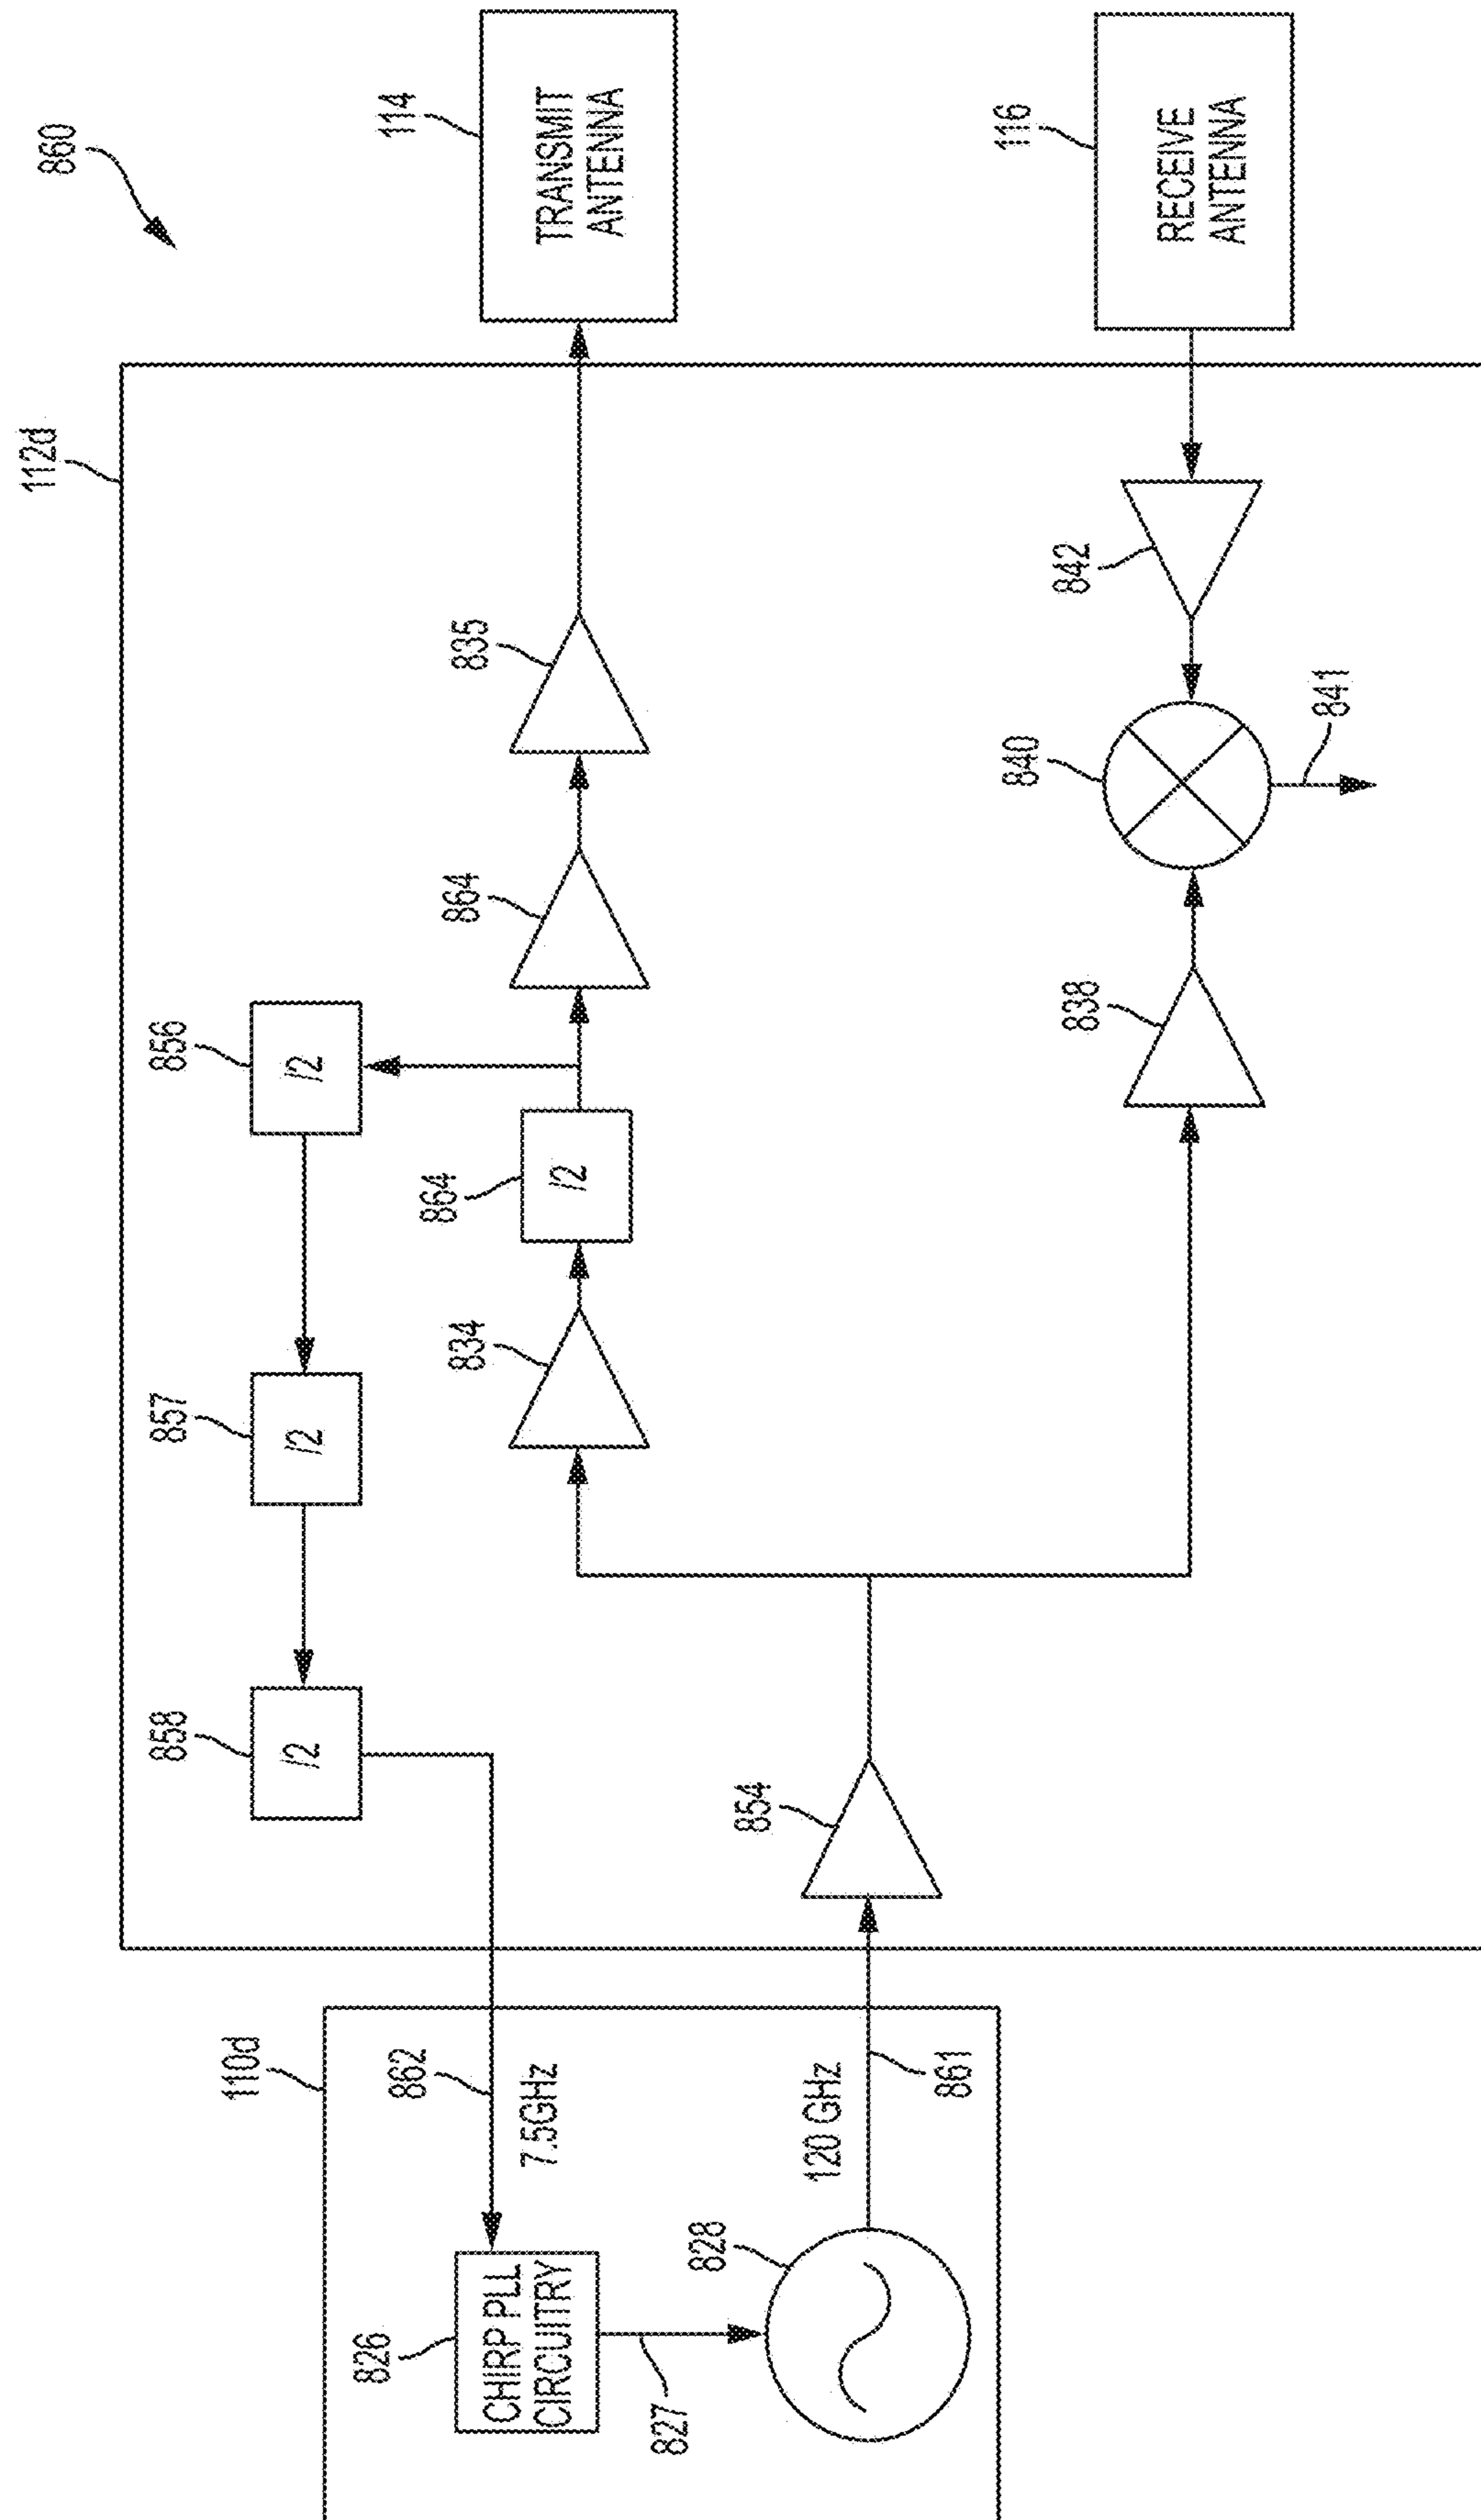 860
112d
114
TRANSMIT
ANTENNA
116
RECEIVE
ANTENNA
858
/2
857
/2
856
/2
834
864
/2
864
835
110d
862
7.5GHz
826
CHIRP PLL
CIRCUITRY
827
828
120 GHz
861
854
838
840
841
842